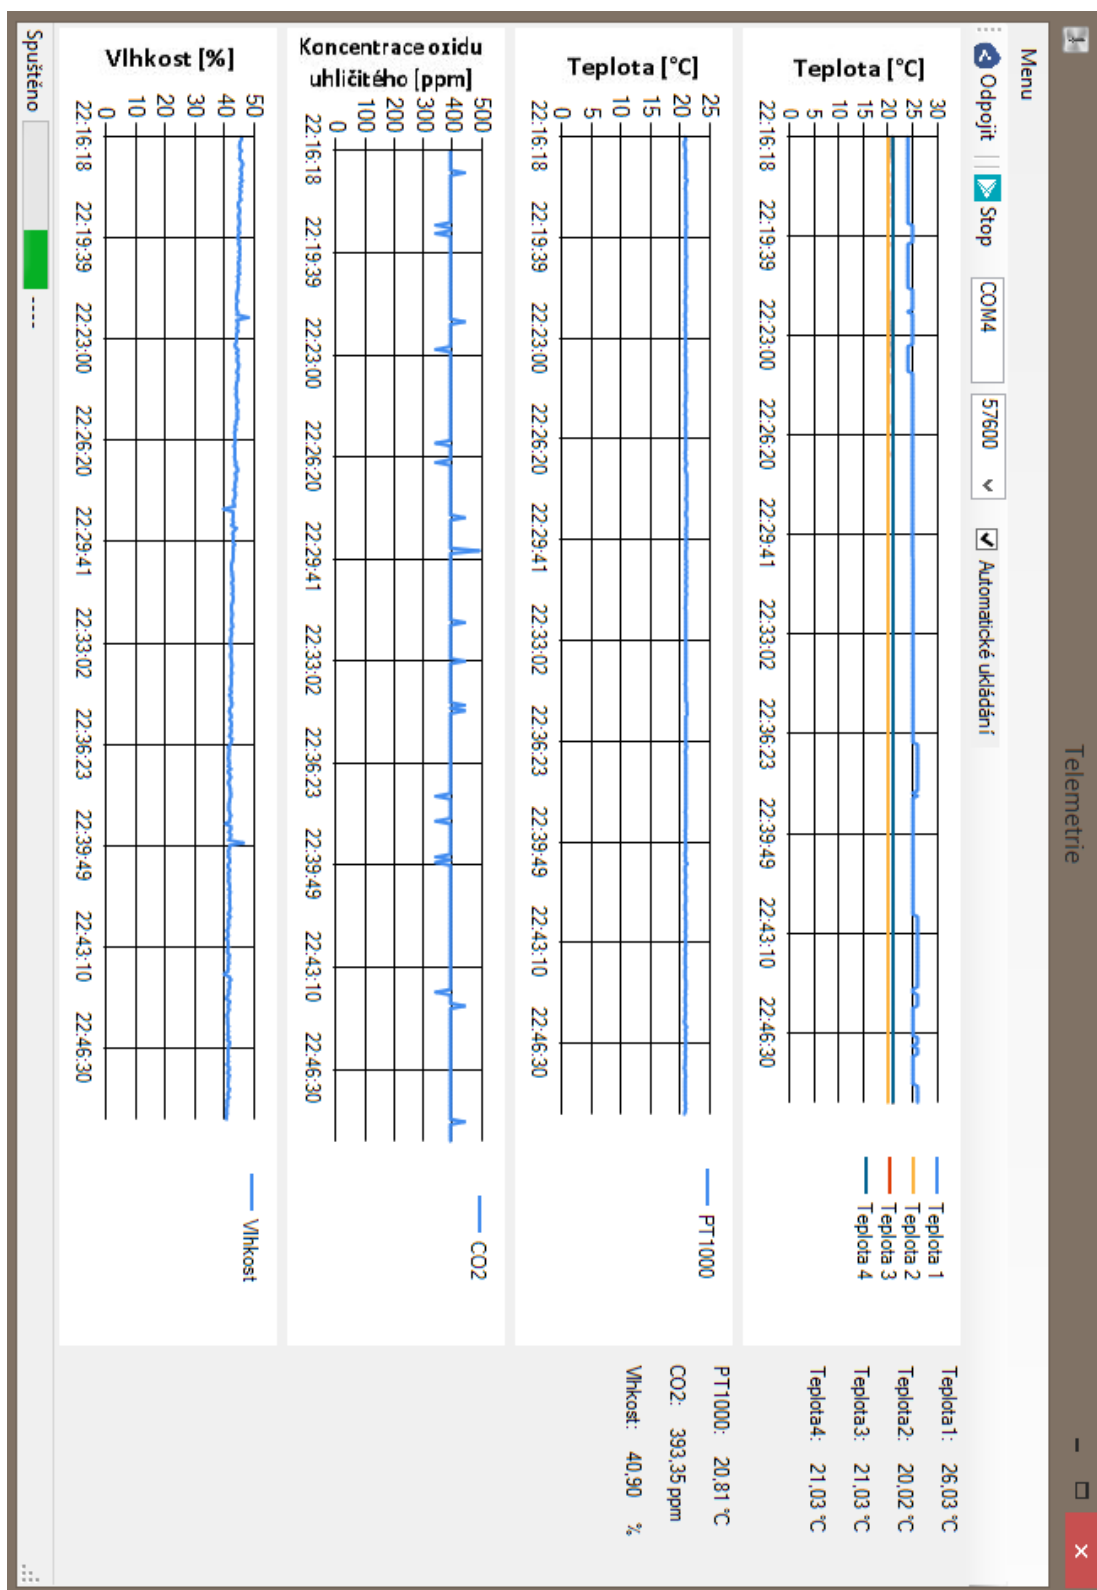 Telemetrie
Menu
Odpojit Stop COM4 57600 Automatické ukládání
Teplota [°C]
30
25
20
15
10
5
0
22:16:18 22:19:39 22:23:00 22:26:20 22:29:41 22:33:02 22:36:23 22:39:49 22:43:10 22:46:30
Teplota 1
Teplota 2
Teplota 3
Teplota 4
Teplota1: 26,03 °C
Teplota2: 20,02 °C
Teplota3: 21,03 °C
Teplota4: 21,03 °C
Teplota [°C]
25
20
15
10
5
0
22:16:18 22:19:39 22:23:00 22:26:20 22:29:41 22:33:02 22:36:23 22:39:49 22:43:10 22:46:30
PT1000
PT1000: 20,81 °C
CO2: 393,35 ppm
Vlhkost: 40,90 %
Koncentrace oxidu
uhličitého [ppm]
500
400
300
200
100
0
22:16:18 22:19:39 22:23:00 22:26:20 22:29:41 22:33:02 22:36:23 22:39:49 22:43:10 22:46:30
CO2
Vlhkost [%]
50
40
30
20
10
0
22:16:18 22:19:39 22:23:00 22:26:20 22:29:41 22:33:02 22:36:23 22:39:49 22:43:10 22:46:30
Vlhkost
Spuštěno ----